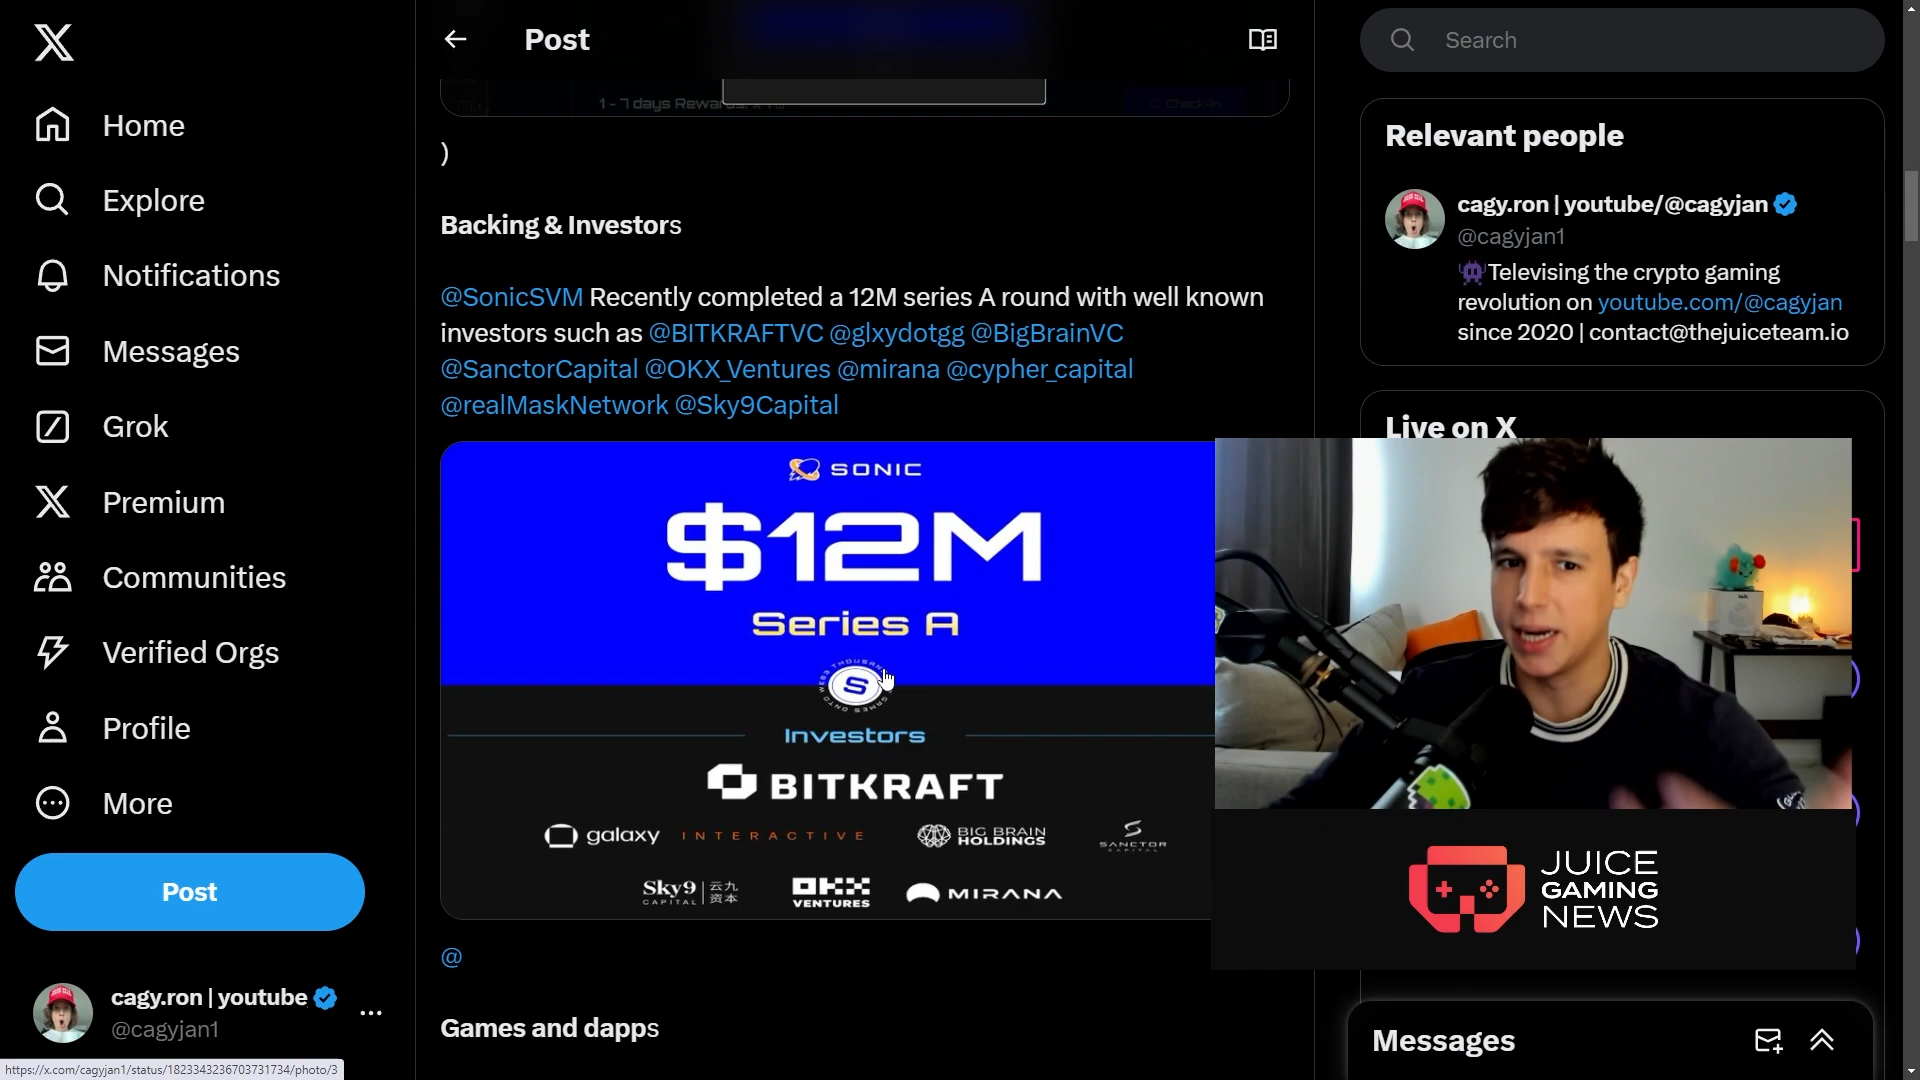 Home
Explore
Notifications
Messages
Grok
Premium
Communities
Verified Orgs
Profile
More
Post
cagy.ron | youtube
@cagyjan1
https://x.com/cagyjan1/status/1823343236703731734/photo/3
Post
1 - 7 days Rewards:
Check-in
)
Backing & Investors
@SonicSVM Recently completed a 12M series A round with well known
investors such as @BITKRAFTVC @glxydotgg @BigBrainVC
@SanctorCapital @OKX_Ventures @mirana @cypher_capital
@realMaskNetwork @Sky9Capital
SONIC
$12M
Series A
S
Investors
BITKRAFT
galaxy INTERACTIVE
BIG BRAIN
HOLDINGS
SANCTOR
CAPITAL
Sky9
CAPITAL
云九
资本
OKX
VENTURES
MIRANA
@
Games and dapps
Search
Relevant people
cagy.ron | youtube/@cagyjan
@cagyjan1
Televising the crypto gaming
revolution on youtube.com/@cagyjan
since 2020 | contact@thejuiceteam.io
Live on X
JUICE
GAMING
NEWS
Messages